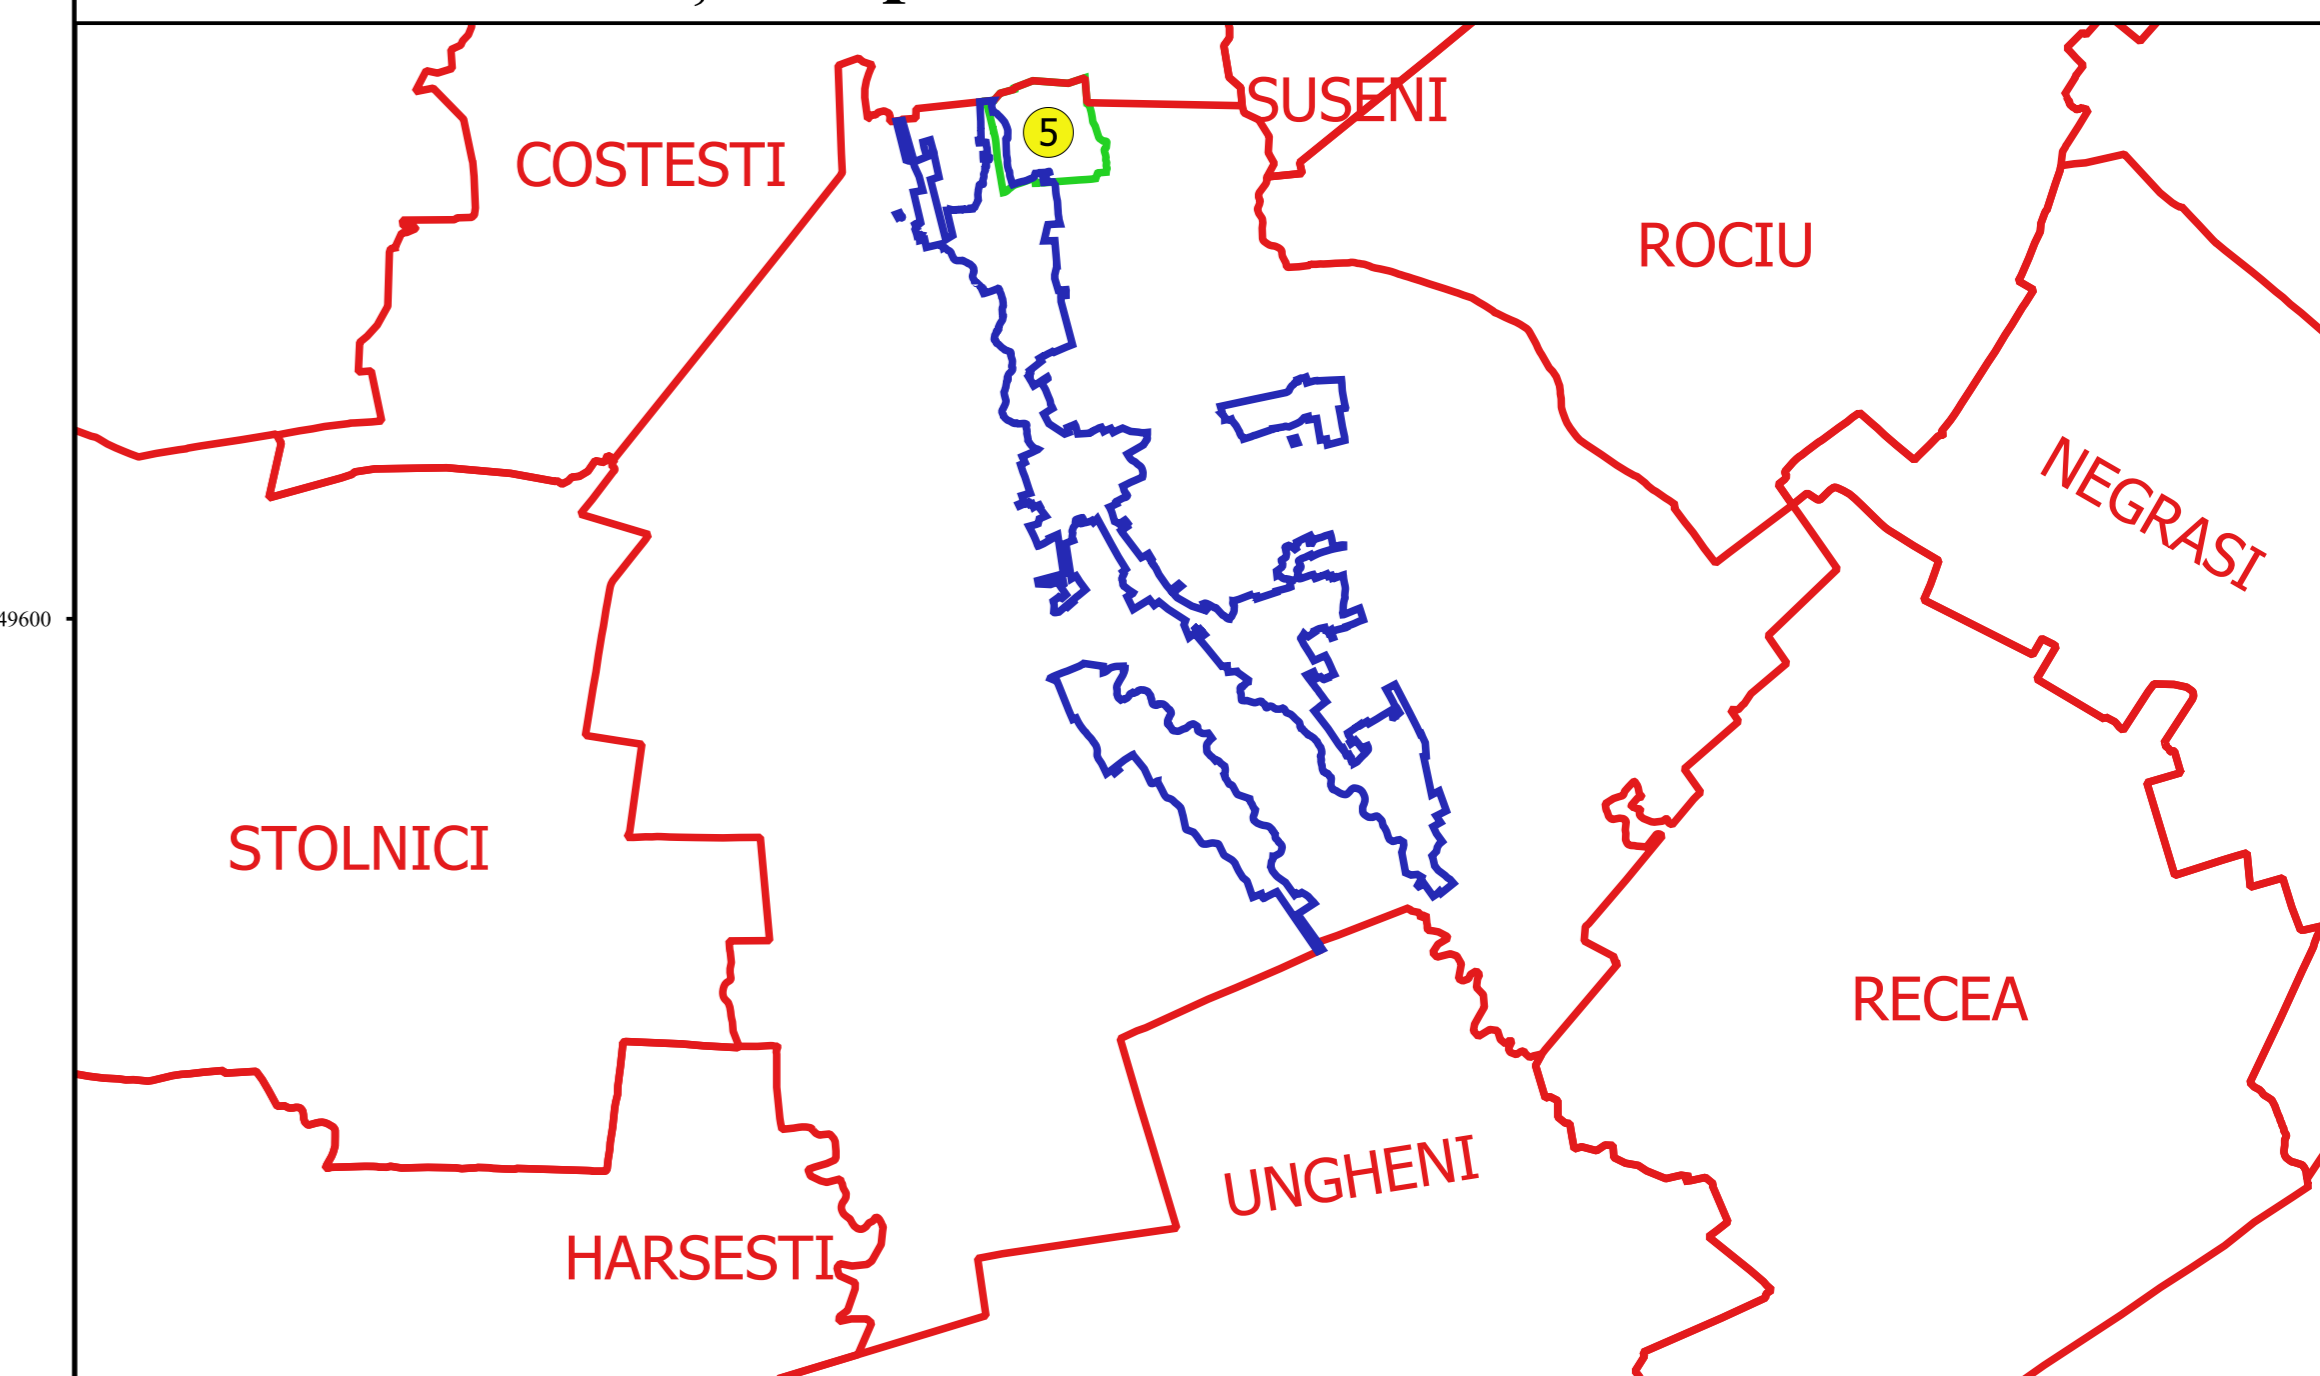 SUSENI
5
COSTESTI
ROCIU
NEGRASI
49600
STOLNICI
RECEA
UNGHENI
HARSESTI